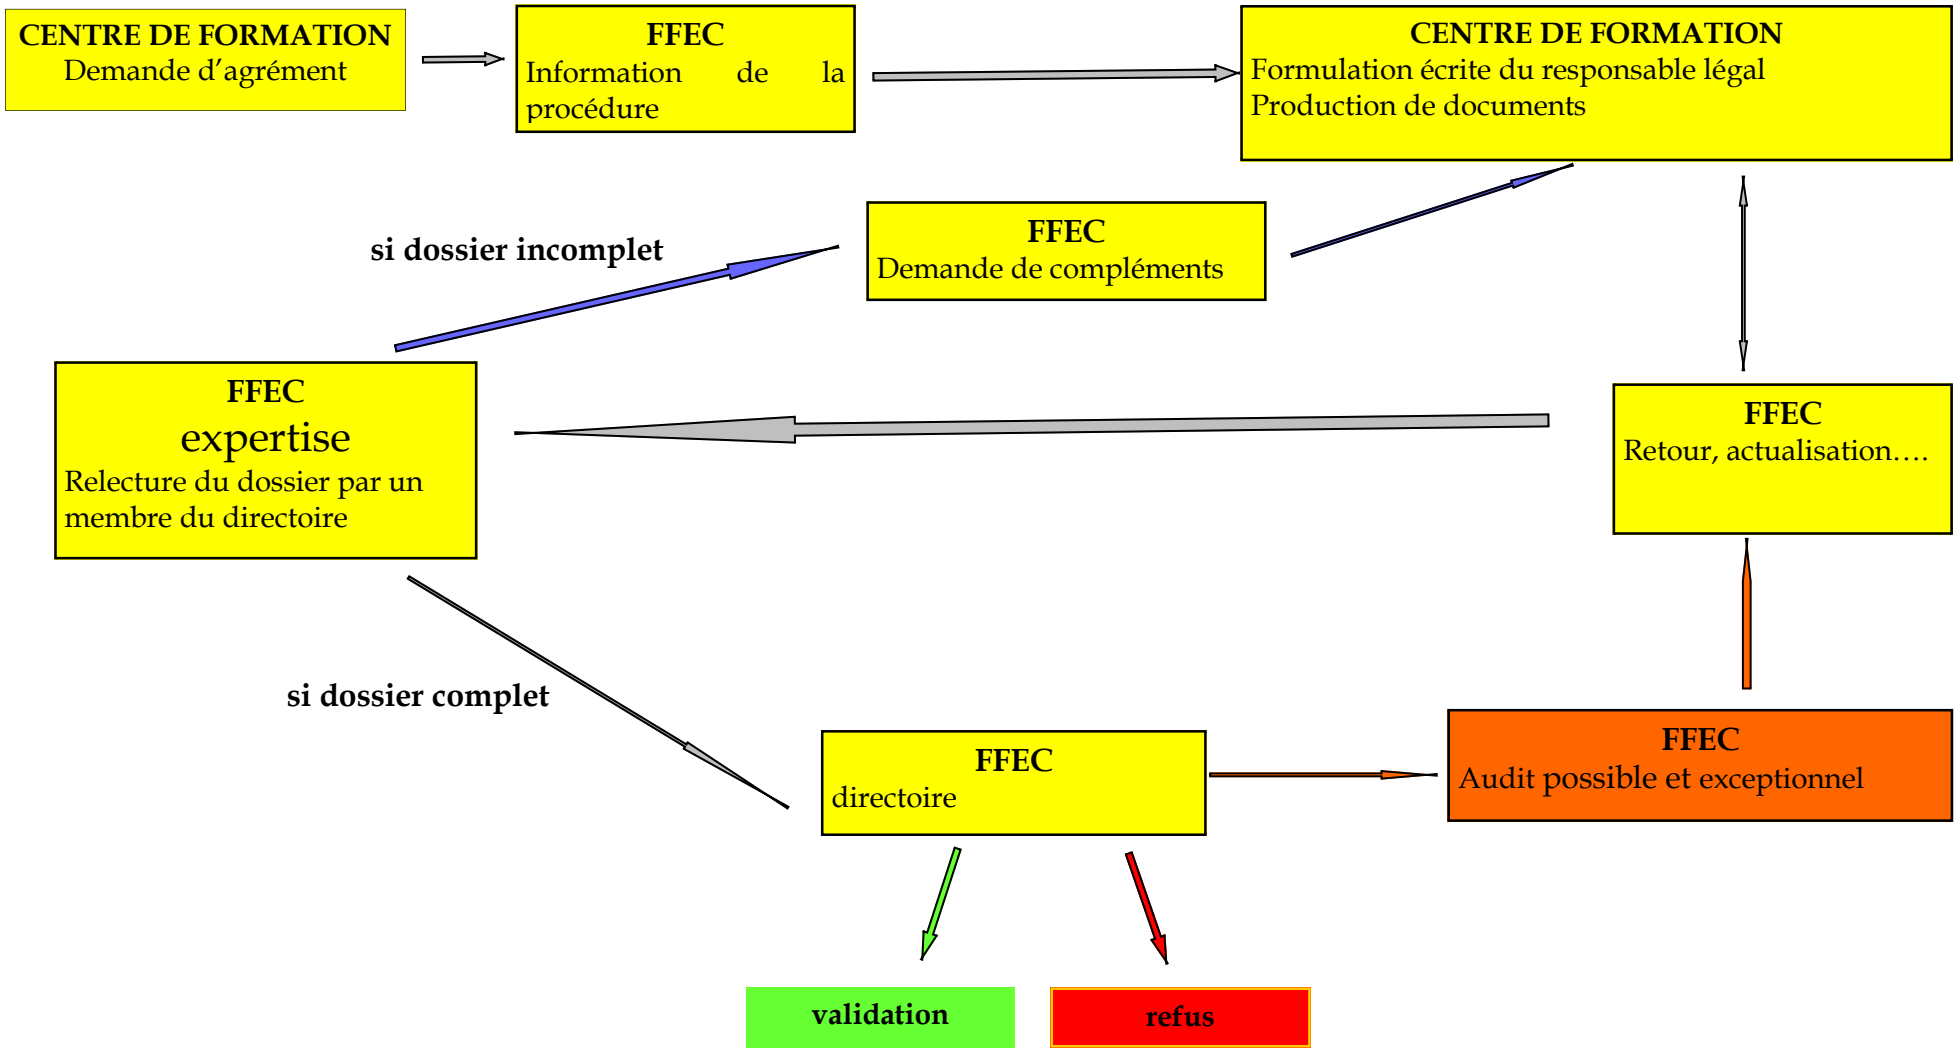 CENTRE DE FORMATION
Demande d’agrément
FFEC
Information de la
procédure
CENTRE DE FORMATION
Formulation écrite du responsable légal
Production de documents
si dossier incomplet
FFEC
Demande de compléments
FFEC
expertise
Relecture du dossier par un
membre du directoire
FFEC
Retour, actualisation….
si dossier complet
FFEC
directoire
FFEC
Audit possible et exceptionnel
validation
refus